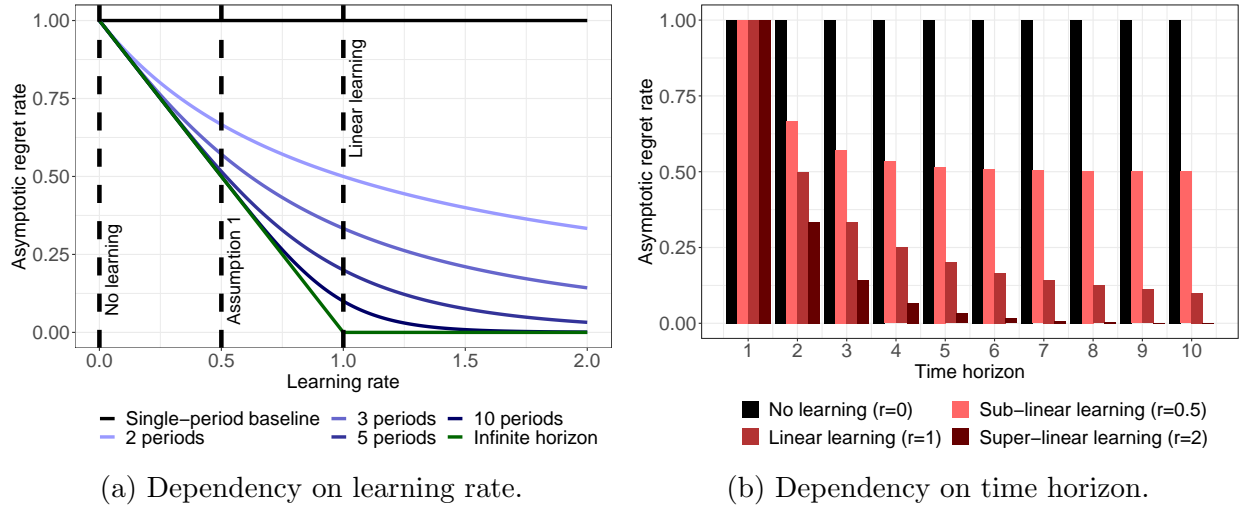 Asymptotic regret rate
1.00
0.75
0.50
0.25
0.00
No learning
Assumption 1
Linear learning
0.0 0.5 1.0 1.5 2.0
Learning rate
Single−period baseline 3 periods 10 periods
2 periods 5 periods Infinite horizon
(a) Dependency on learning rate.
Asymptotic regret rate
1.00
0.75
0.50
0.25
0.00
1 2 3 4 5 6 7 8 9 10
Time horizon
No learning (r=0) Sub−linear learning (r=0.5)
Linear learning (r=1) Super−linear learning (r=2)
(b) Dependency on time horizon.